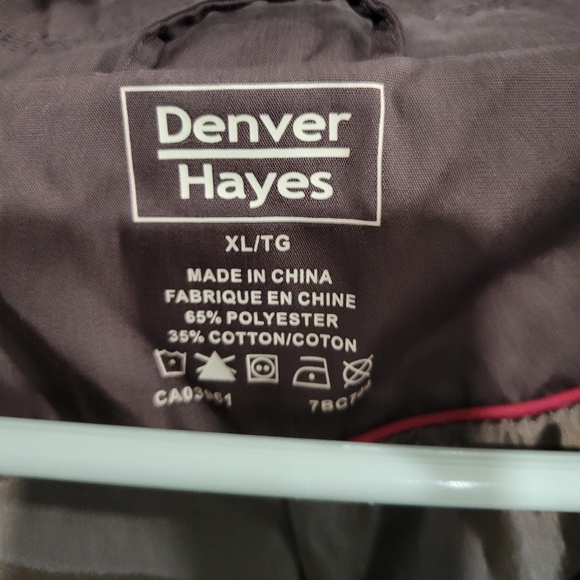 Denver
Hayes
XL/TG
MADE IN CHINA
FABRIQUE EN CHINE
65% POLYESTER
35% COTTON/COTON